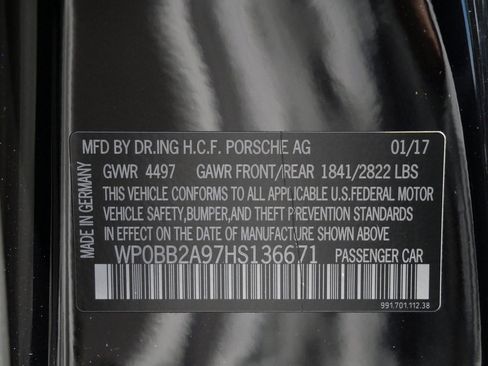 MFD BY DR.ING H.C.F. PORSCHE AG 01/17
GVWR 4497 GAWR FRONT/REAR 1841/2822 LBS
THIS VEHICLE CONFORMS TO ALL APPLICABLE U.S.FEDERAL MOTOR
VEHICLE SAFETY,BUMPER,AND THEFT PREVENTION STANDARDS
IN EFFECT ON THE DATE OF MANUFACTURE SHOWN ABOVE.
WP0BB2A97HS136671 PASSENGER CAR
991.701.112.38
MADE IN GERMANY